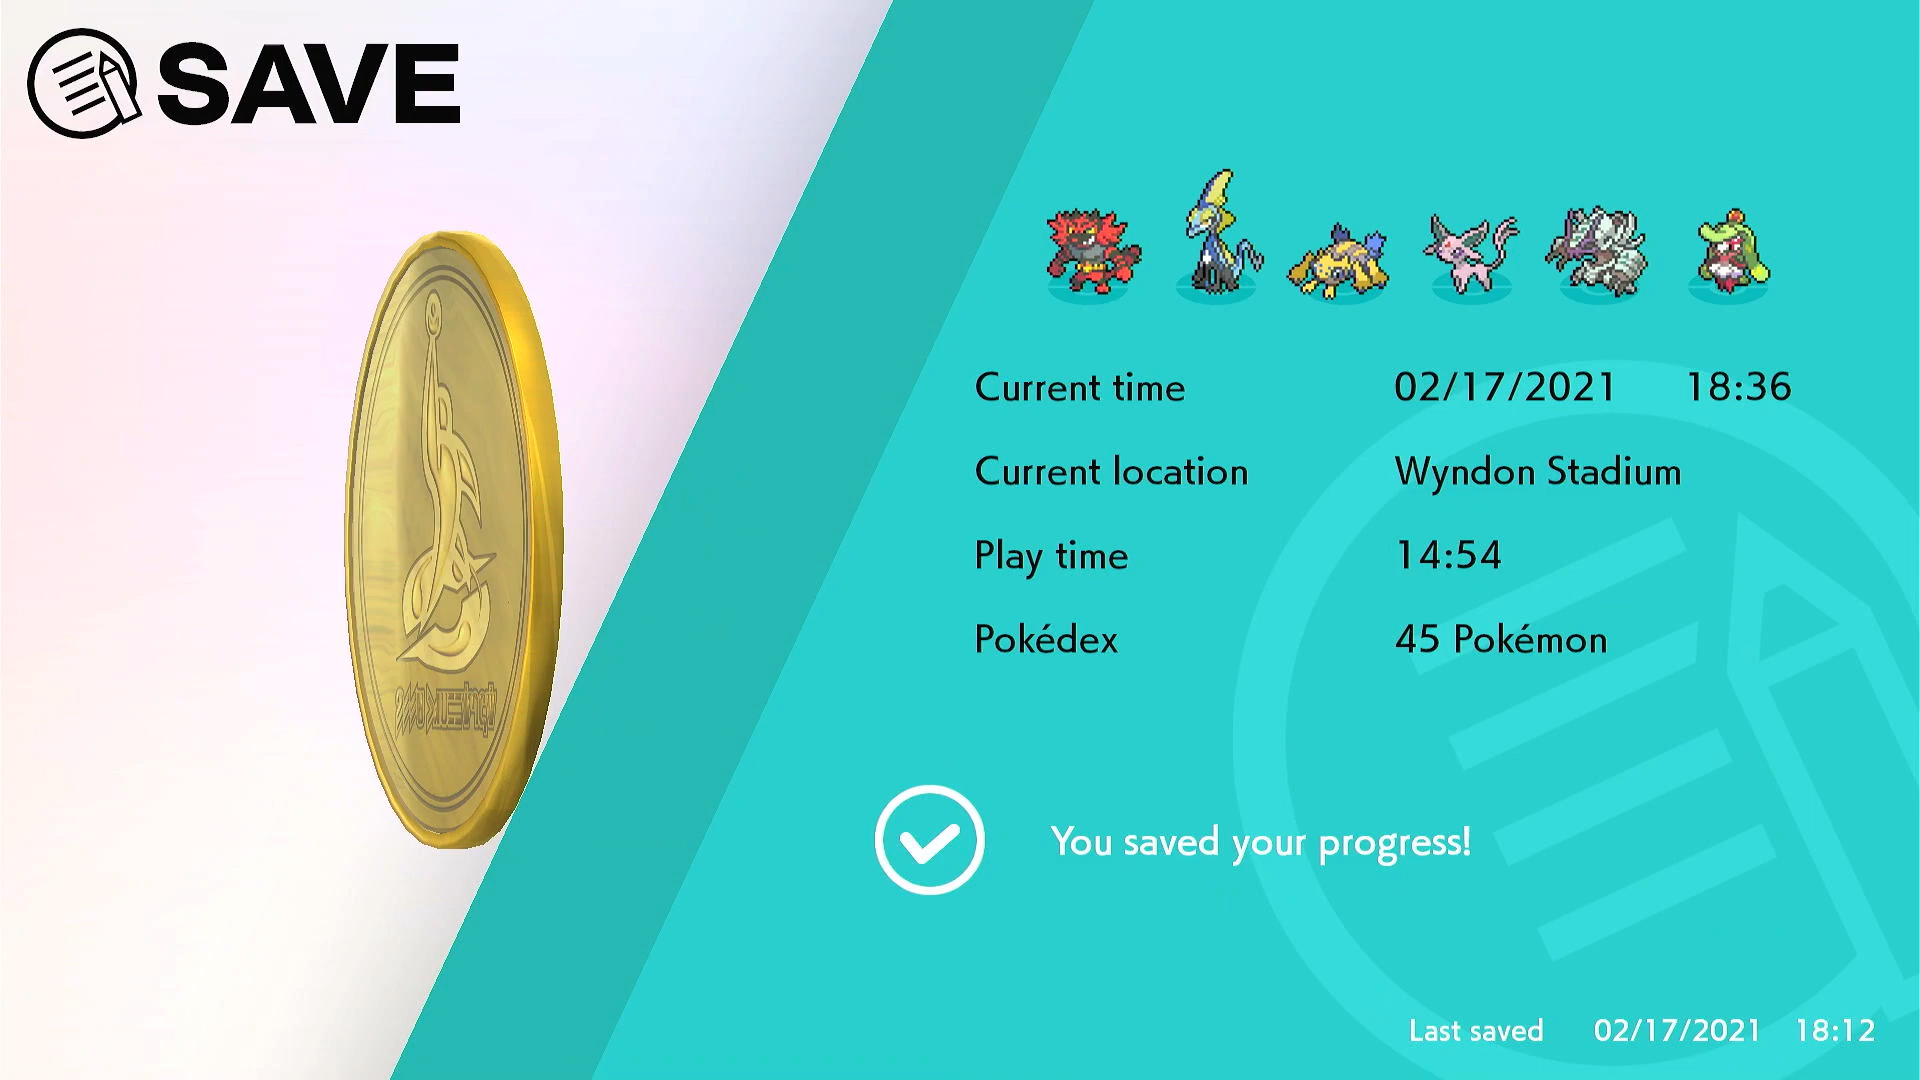 SAVE
Current time 02/17/2021 18:36
Current location Wyndon Stadium
Play time 14:54
Pokédex 45 Pokémon
You saved your progress!
Last saved 02/17/2021 18:12